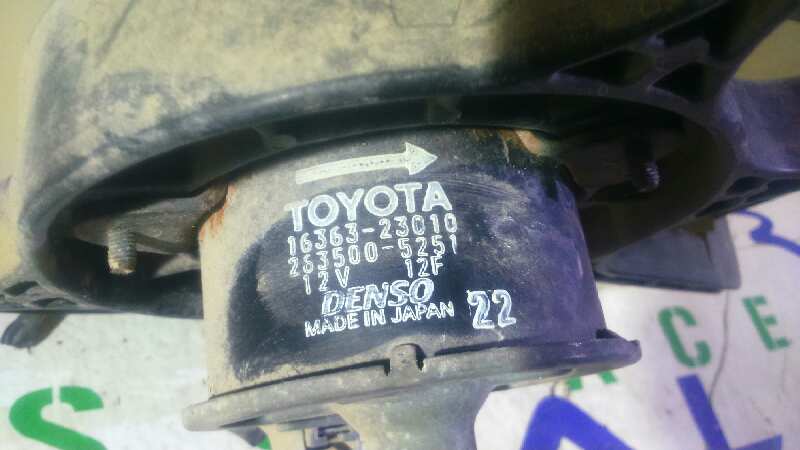 TOYOTA
16363-23010
263500-5251
12V 12F
DENSO
MADE IN JAPAN 22